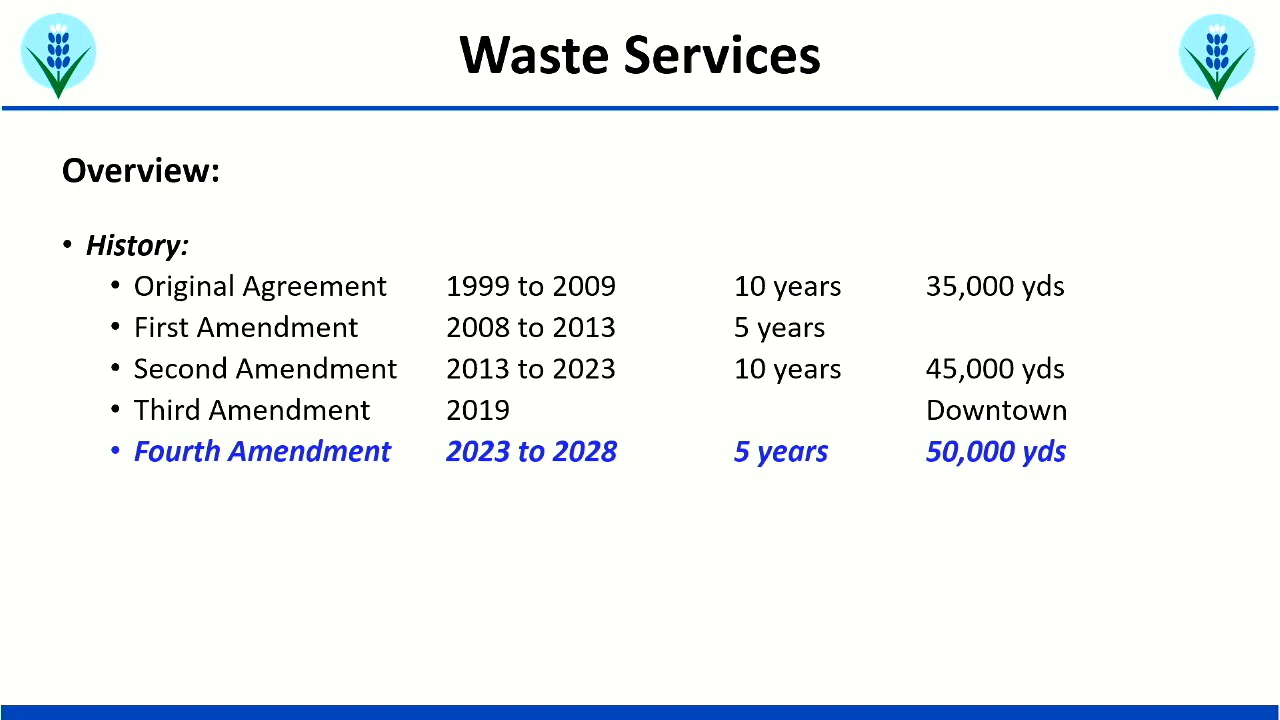 Waste Services
Overview:
• History:
• Original Agreement 1999 to 2009 10 years 35,000 yds
• First Amendment 2008 to 2013 5 years
• Second Amendment 2013 to 2023 10 years 45,000 yds
• Third Amendment 2019 Downtown
• Fourth Amendment 2023 to 2028 5 years 50,000 yds